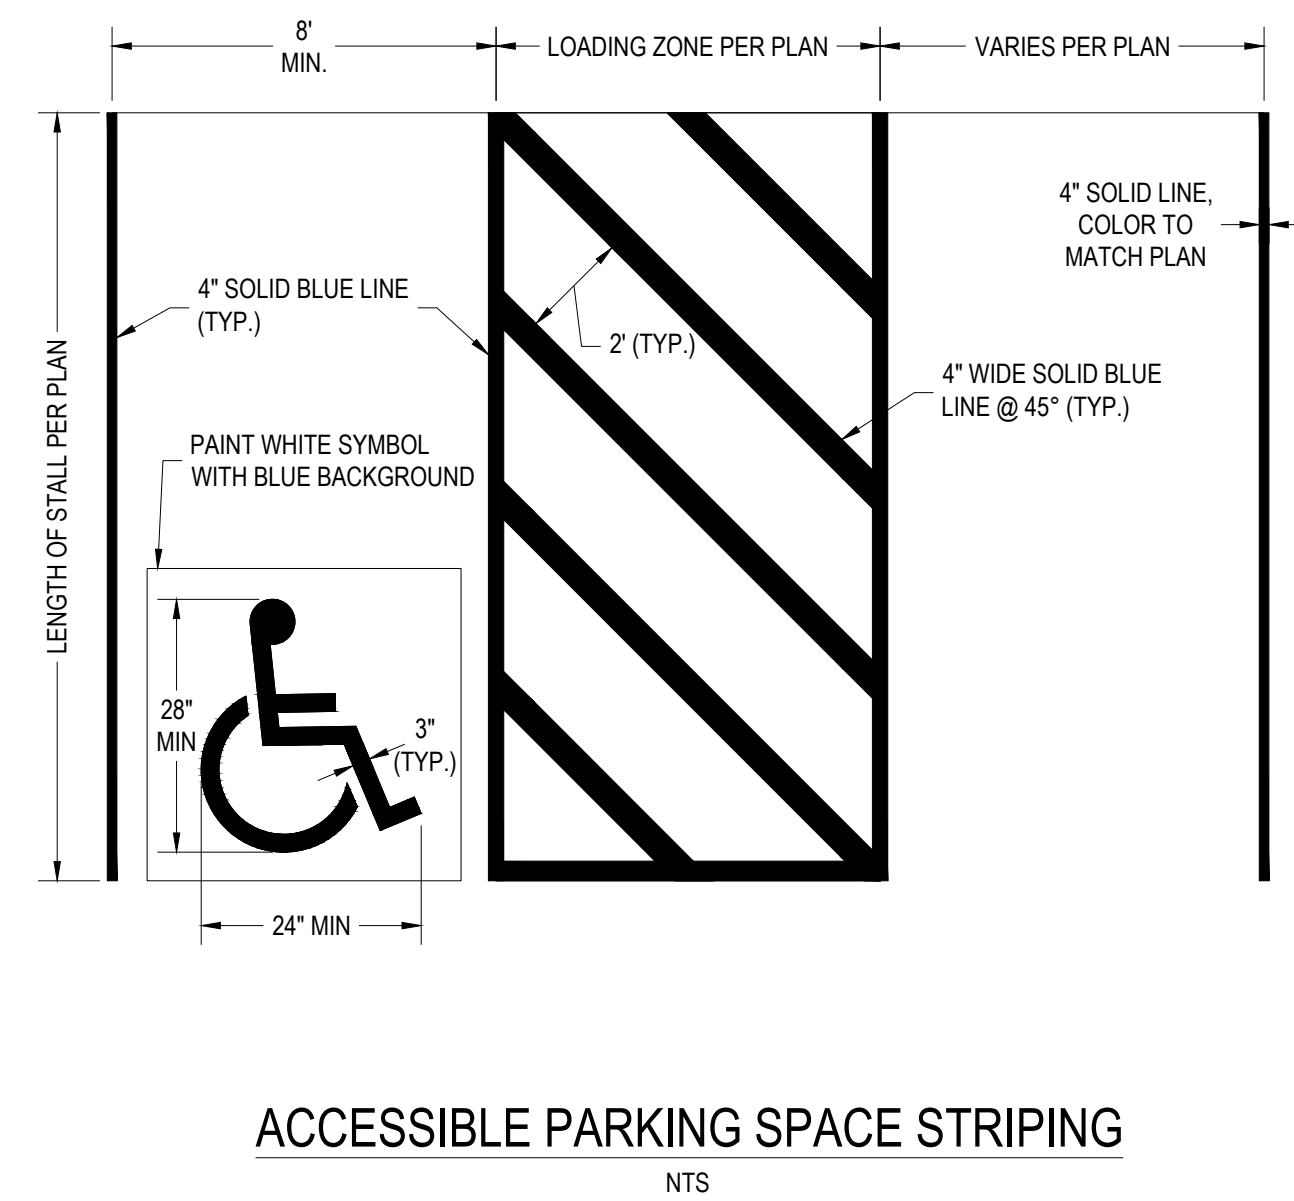 8'
MIN.
LOADING ZONE PER PLAN
VARIES PER PLAN
4" SOLID LINE,
COLOR TO
MATCH PLAN
4" SOLID BLUE LINE
(TYP.)
2' (TYP.)
4" WIDE SOLID BLUE
LINE @ 45° (TYP.)
LENGTH OF STALL PER PLAN
PAINT WHITE SYMBOL
WITH BLUE BACKGROUND
28"
MIN
3"
(TYP.)
24" MIN
ACCESSIBLE PARKING SPACE STRIPING
NTS